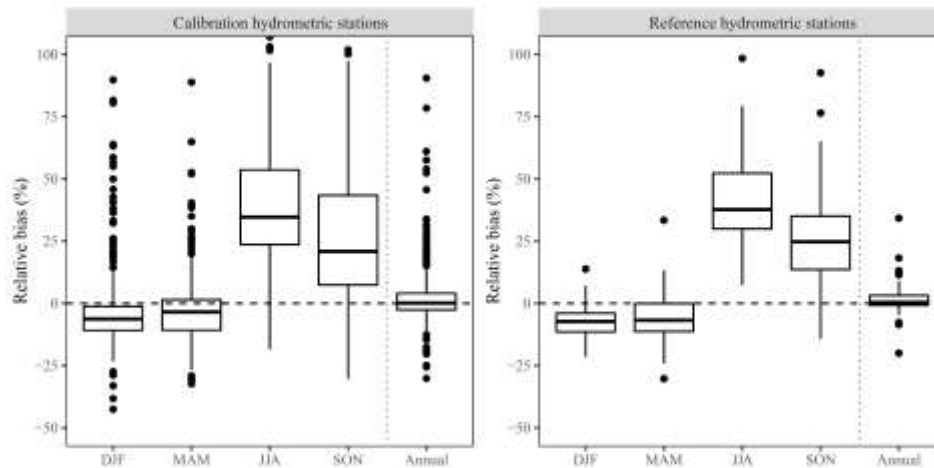 Calibration hydrometric stations
Reference hydrometric stations
Relative bias (%)
100
75
50
25
0
−25
−50
DJF
MAM
JJA
SON
Annual
Relative bias (%)
100
75
50
25
0
−25
−50
DJF
MAM
JJA
SON
Annual